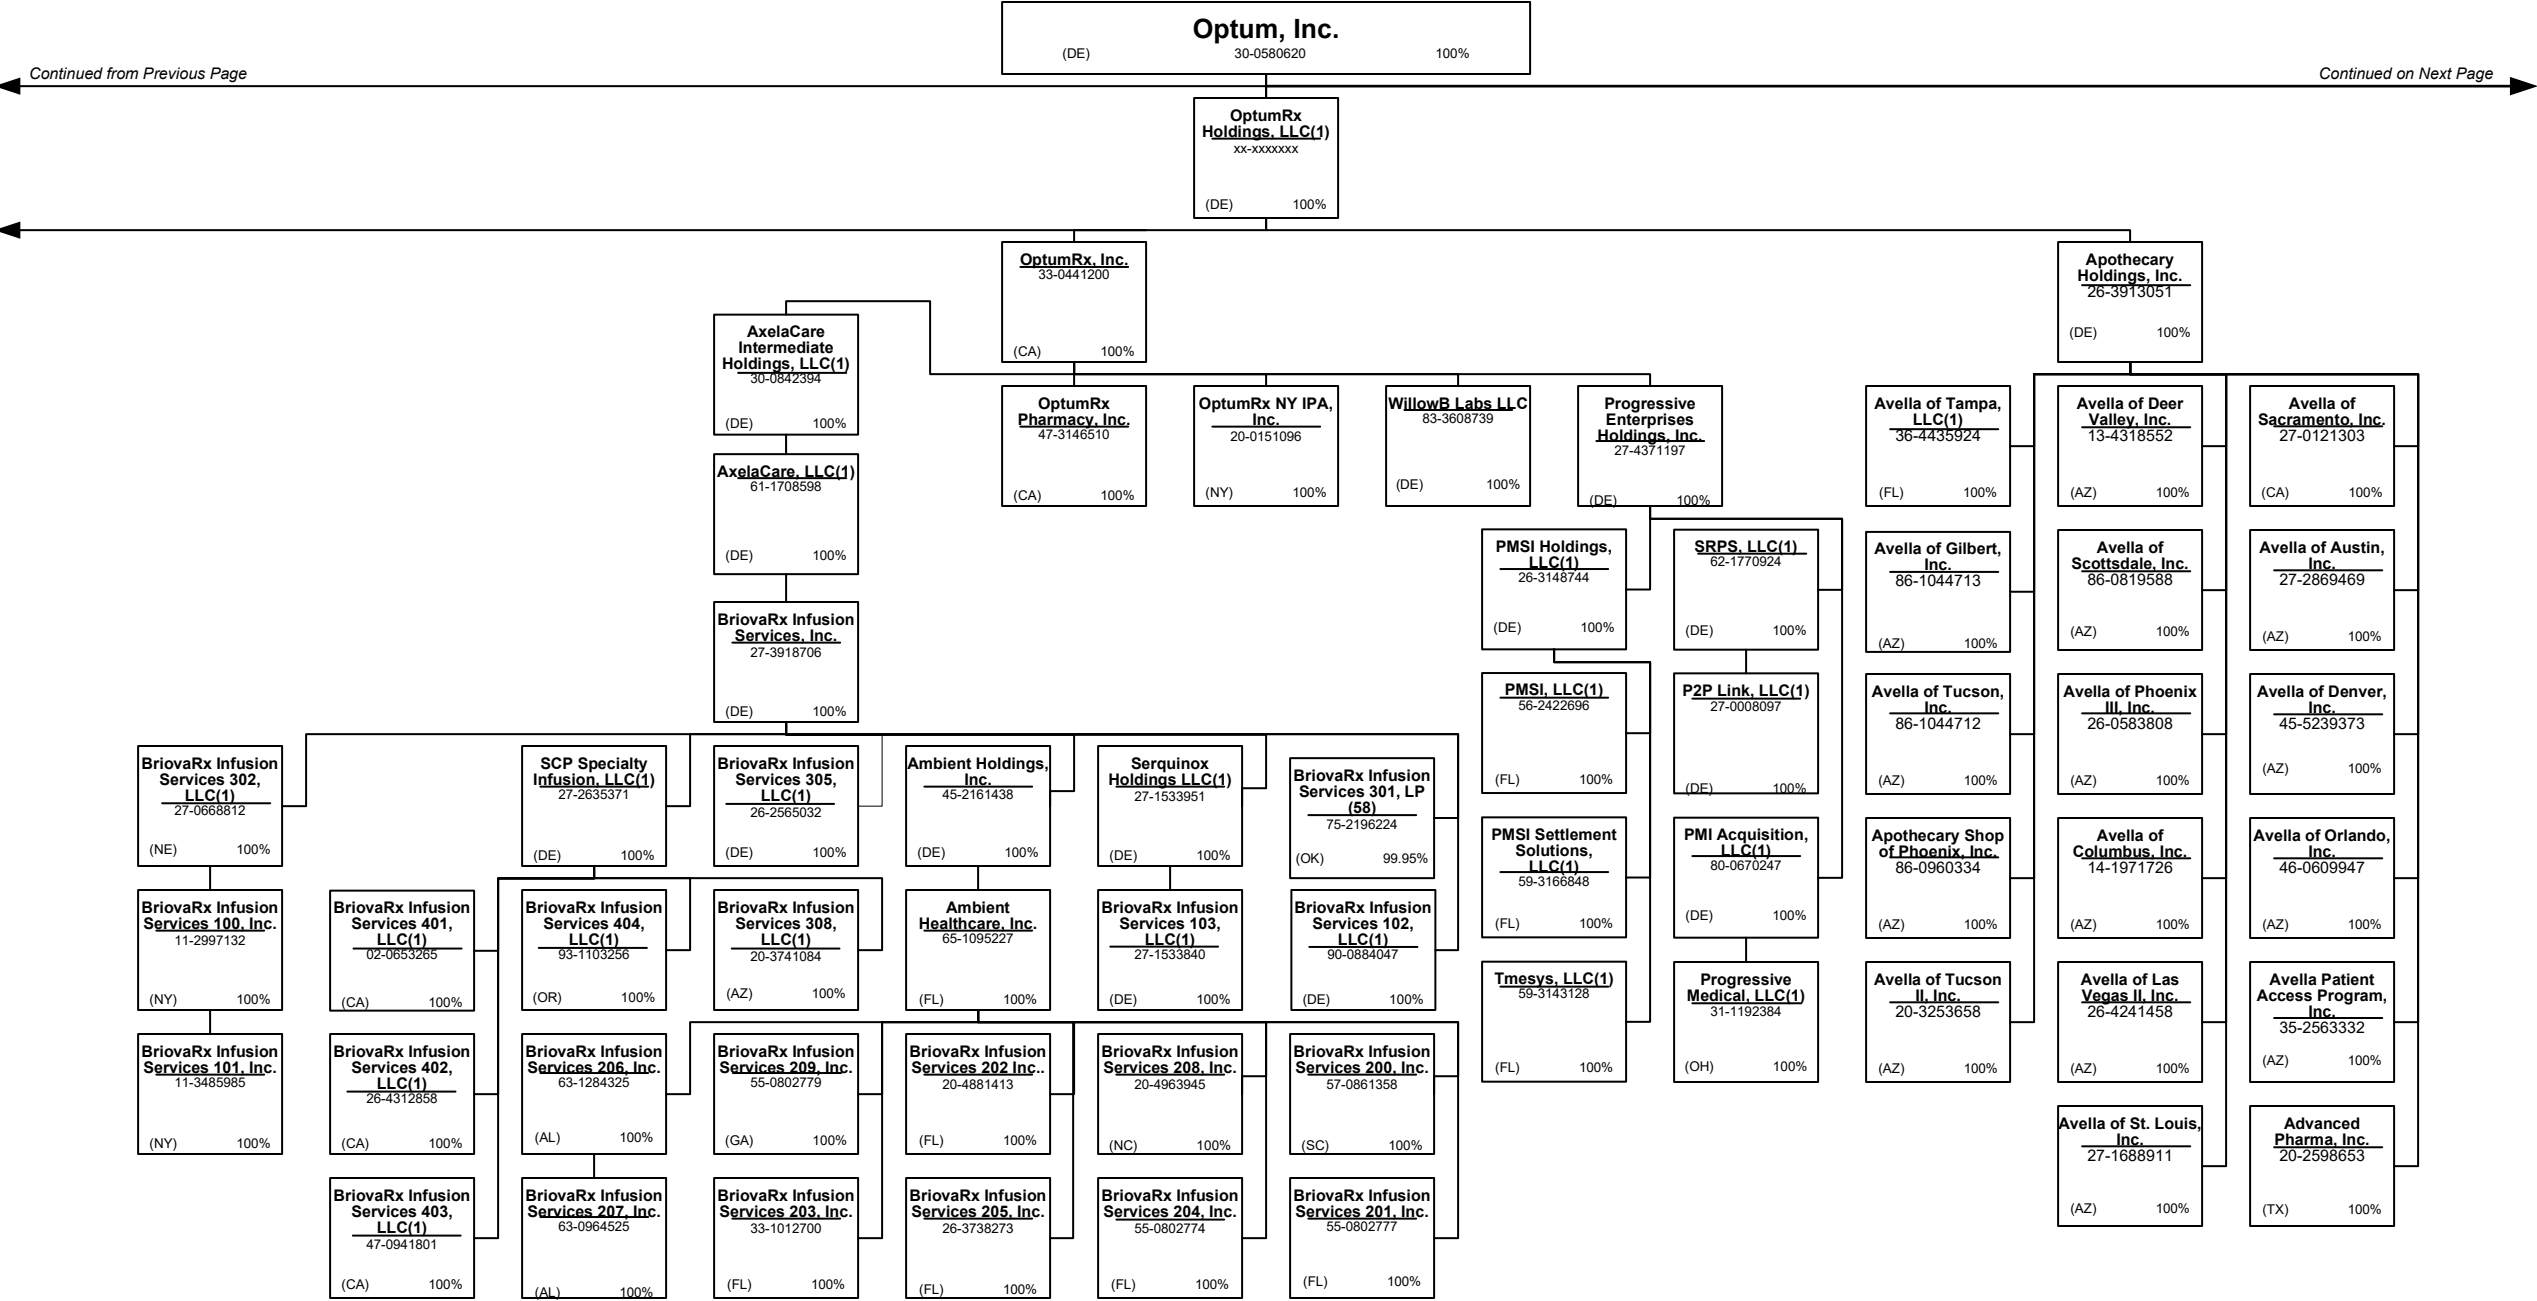 Optum, Inc.
(DE) 30-0580620 100%
Continued from Previous Page
Continued on Next Page
OptumRx
Holdings, LLC(1)
xx-xxxxxxx
(DE) 100%
OptumRx, Inc.
33-0441200
(CA) 100%
Apothecary
Holdings, Inc.
26-3913051
(DE) 100%
AxelaCare
Intermediate
Holdings, LLC(1)
30-0842394
(DE) 100%
OptumRx
Pharmacy, Inc.
47-3146510
(CA) 100%
OptumRx NY IPA,
Inc.
20-0151096
(NY) 100%
WillowB Labs LLC
83-3608739
(DE) 100%
Progressive
Enterprises
Holdings, Inc.
27-4371197
(DE) 100%
Avella of Tampa,
LLC(1)
36-4435924
(FL) 100%
Avella of Deer
Valley, Inc.
13-4318552
(AZ) 100%
Avella of
Sacramento, Inc.
27-0121303
(CA) 100%
AxelaCare, LLC(1)
61-1708598
(DE) 100%
PMSI Holdings,
LLC(1)
26-3148744
(DE) 100%
SRPS, LLC(1)
62-1770924
(DE) 100%
Avella of Gilbert,
Inc.
86-1044713
(AZ) 100%
Avella of
Scottsdale, Inc.
86-0819588
(AZ) 100%
Avella of Austin,
Inc.
27-2869469
(AZ) 100%
BriovaRx Infusion
Services, Inc.
27-3918706
(DE) 100%
PMSI, LLC(1)
56-2422696
(FL) 100%
P2P Link, LLC(1)
27-0008097
(DE) 100%
Avella of Tucson,
Inc.
86-1044712
(AZ) 100%
Avella of Phoenix
III, Inc.
26-0583808
(AZ) 100%
Avella of Denver,
Inc.
45-5239373
(AZ) 100%
BriovaRx Infusion
Services 302,
LLC(1)
27-0668812
(NE) 100%
SCP Specialty
Infusion, LLC(1)
27-2635371
(DE) 100%
BriovaRx Infusion
Services 305,
LLC(1)
26-2565032
(DE) 100%
Ambient Holdings,
Inc.
45-2161438
(DE) 100%
Serquinox
Holdings LLC(1)
27-1533951
(DE) 100%
BriovaRx Infusion
Services 301, LP
(58)
75-2196224
(OK) 99.95%
PMSI Settlement
Solutions,
LLC(1)
59-3166848
(FL) 100%
PMI Acquisition,
LLC(1)
80-0670247
(DE) 100%
Apothecary Shop
of Phoenix, Inc.
86-0960334
(AZ) 100%
Avella of
Columbus, Inc.
14-1971726
(AZ) 100%
Avella of Orlando,
Inc.
46-0609947
(AZ) 100%
BriovaRx Infusion
Services 100, Inc.
11-2997132
(NY) 100%
BriovaRx Infusion
Services 401,
LLC(1)
02-0653265
(CA) 100%
BriovaRx Infusion
Services 404,
LLC(1)
93-1103256
(OR) 100%
BriovaRx Infusion
Services 308,
LLC(1)
20-3741084
(AZ) 100%
Ambient
Healthcare, Inc.
65-1095227
(FL) 100%
BriovaRx Infusion
Services 103,
LLC(1)
27-1533840
(DE) 100%
BriovaRx Infusion
Services 102,
LLC(1)
90-0884047
(DE) 100%
Tmesys, LLC(1)
59-3143128
(FL) 100%
Progressive
Medical, LLC(1)
31-1192384
(OH) 100%
Avella of Tucson
II, Inc.
20-3253658
(AZ) 100%
Avella of Las
Vegas II, Inc.
26-4241458
(AZ) 100%
Avella Patient
Access Program,
Inc.
35-2563332
(AZ) 100%
BriovaRx Infusion
Services 101, Inc.
11-3485985
(NY) 100%
BriovaRx Infusion
Services 402,
LLC(1)
26-4312858
(CA) 100%
BriovaRx Infusion
Services 206, Inc.
63-1284325
(AL) 100%
BriovaRx Infusion
Services 209, Inc.
55-0802779
(GA) 100%
BriovaRx Infusion
Services 202 Inc..
20-4881413
(FL) 100%
BriovaRx Infusion
Services 208, Inc.
20-4963945
(NC) 100%
BriovaRx Infusion
Services 200, Inc.
57-0861358
(SC) 100%
Avella of St. Louis,
Inc.
27-1688911
(AZ) 100%
Advanced
Pharma, Inc.
20-2598653
(TX) 100%
BriovaRx Infusion
Services 403,
LLC(1)
47-0941801
(CA) 100%
BriovaRx Infusion
Services 207, Inc.
63-0964525
(AL) 100%
BriovaRx Infusion
Services 203, Inc.
33-1012700
(FL) 100%
BriovaRx Infusion
Services 205, Inc.
26-3738273
(FL) 100%
BriovaRx Infusion
Services 204, Inc.
55-0802774
(FL) 100%
BriovaRx Infusion
Services 201, Inc.
55-0802777
(FL) 100%